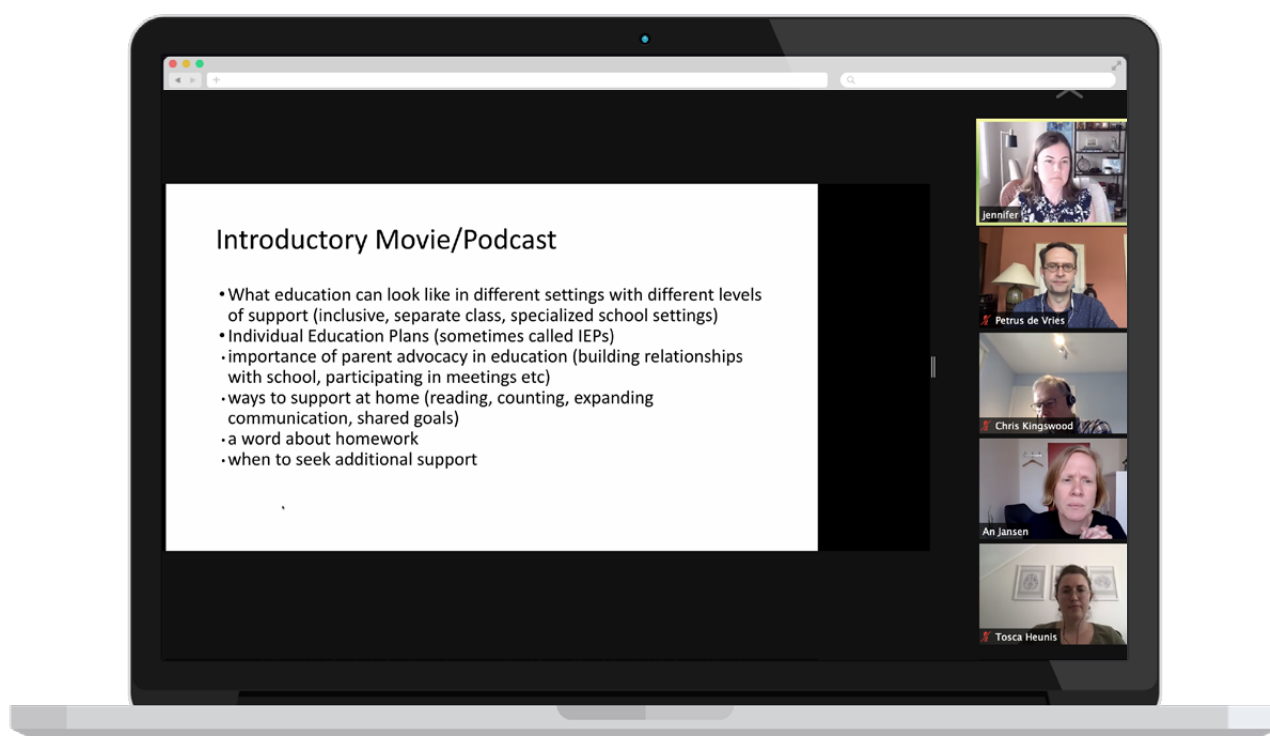 Introductory Movie/Podcast
•What education can look like in different settings with different levels
of support (inclusive, separate class, specialized school settings)
•Individual Education Plans (sometimes called IEPs)
•importance of parent advocacy in education (building relationships
with school, participating in meetings etc)
•ways to support at home (reading, counting, expanding
communication, shared goals)
•a word about homework
•when to seek additional support
jennifer
Petrus de Vries
Chris Kingswood
An Jansen
Tosca Heunis